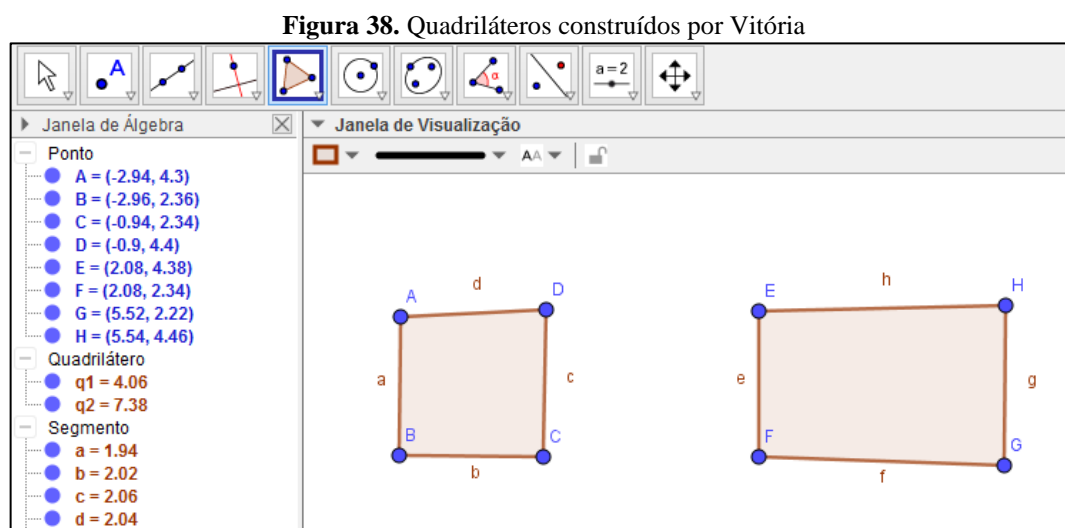 Figura 38. Quadriláteros construídos por Vitória
A
α
a=2
Janela de Álgebra
Janela de Visualização
AA
Ponto
A = (-2.94, 4.3)
B = (-2.96, 2.36)
C = (-0.94, 2.34)
D = (-0.9, 4.4)
E = (2.08, 4.38)
F = (2.08, 2.34)
G = (5.52, 2.22)
H = (5.54, 4.46)
Quadrilátero
q1 = 4.06
q2 = 7.38
Segmento
a = 1.94
b = 2.02
c = 2.06
d = 2.04
A
d
D
a
c
B
b
C
E
h
H
e
g
F
f
G